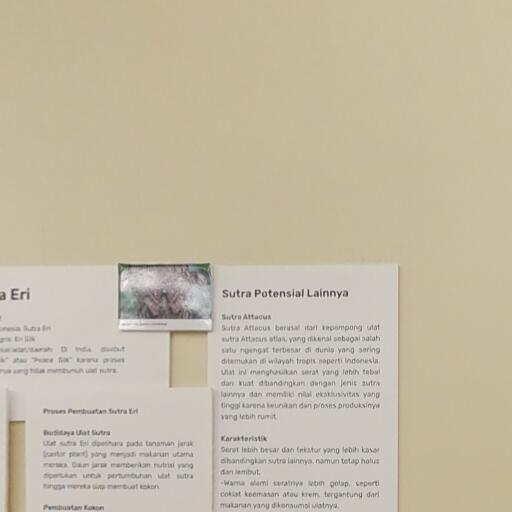 a Eri
onesia: Sutra Eri
gris: Eri Silk
Di India, disebut
"Peace Silk" karena proses
nya yang tidak membunuh ulat sutra.
Proses Pembuatan Sutra Eri
Budidaya Ulat Sutra
Ulat sutra Eri dipelihara pada tanaman jarak
(castor plant) yang menjadi makanan utama
mereka. Daun jarak memberikan nutrisi yang
diperlukan untuk pertumbuhan ulat sutra
hingga mereka siap membuat kokon.
Pembuatan Kokon
Sutra Potensial Lainnya
Sutra Attacus
Sutra Attacus berasal dari kepompong ulat
sutra Attacus atlas, yang dikenal sebagai salah
satu ngengat terbesar di dunia yang sering
ditemukan di wilayah tropis seperti Indonesia.
Ulat ini menghasilkan serat yang lebih tebal
dan kuat dibandingkan dengan jenis sutra
lainnya dan memiliki nilai eksklusivitas yang
tinggi karena keunikan dan proses produksinya
yang lebih rumit.
Karakteristik
Serat lebih besar dan tekstur yang lebih kasar
dibandingkan sutra lainnya, namun tetap halus
dan lembut.
-Warna alami seratnya lebih gelap, seperti
coklat keemasan atau krem, tergantung dari
makanan yang dikonsumsi ulatnya.